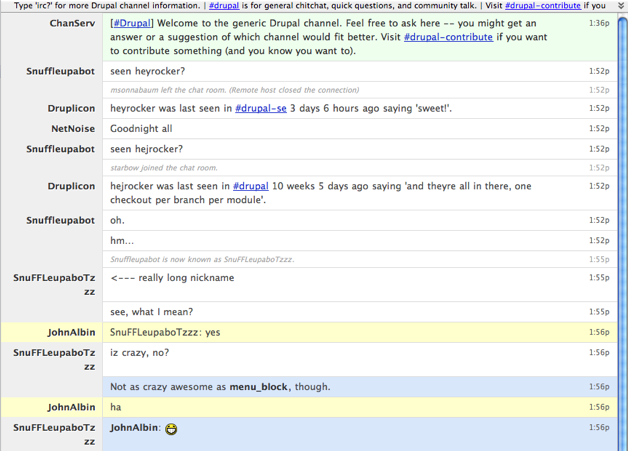 Type 'irc?' for more Drupal channel information. | #drupal is for general chitchat, quick questions, and community talk. | Visit #drupal-contribute if you
ChanServ [#Drupal] Welcome to the generic Drupal channel. Feel free to ask here -- you might get an 1:36p
answer or a suggestion of which channel would fit better. Visit #drupal-contribute if you want
to contribute something (and you know you want to).
Snuffleupabot seen heyrocker? 1:52p
msonnabaum left the chat room. (Remote host closed the connection) 1:52p
Druplicon heyrocker was last seen in #drupal-se 3 days 6 hours ago saying 'sweet!'. 1:52p
NetNoise Goodnight all 1:52p
Snuffleupabot seen hejrocker? 1:52p
starbow joined the chat room. 1:52p
Druplicon hejrocker was last seen in #drupal 10 weeks 5 days ago saying 'and theyre all in there, one 1:52p
checkout per branch per module'.
Snuffleupabot oh. 1:52p
hm... 1:52p
Snuffleupabot is now known as SnuFFLeupaboTzzz. 1:55p
SnuFFLeupaboTz <--- really long nickname 1:55p
zz
see, what I mean? 1:55p
JohnAlbin SnuFFLeupaboTzzz: yes 1:56p
SnuFFLeupaboTz iz crazy, no? 1:56p
zz
Not as crazy awesome as menu_block, though. 1:56p
JohnAlbin ha 1:56p
SnuFFLeupaboTz JohnAlbin: 1:56p
zz